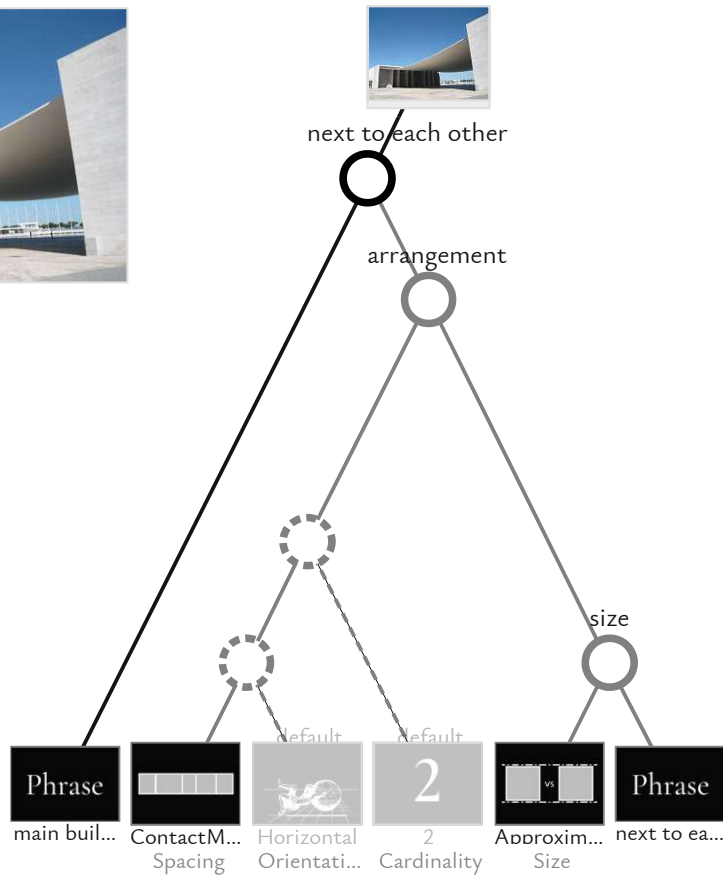 next to each other
arrangement
size
default
default
Phrase
2
vs
Phrase
main buil...
ContactM...
Horizontal
2
Approxim...
next to ea...
Spacing
Orientati...
Cardinality
Size